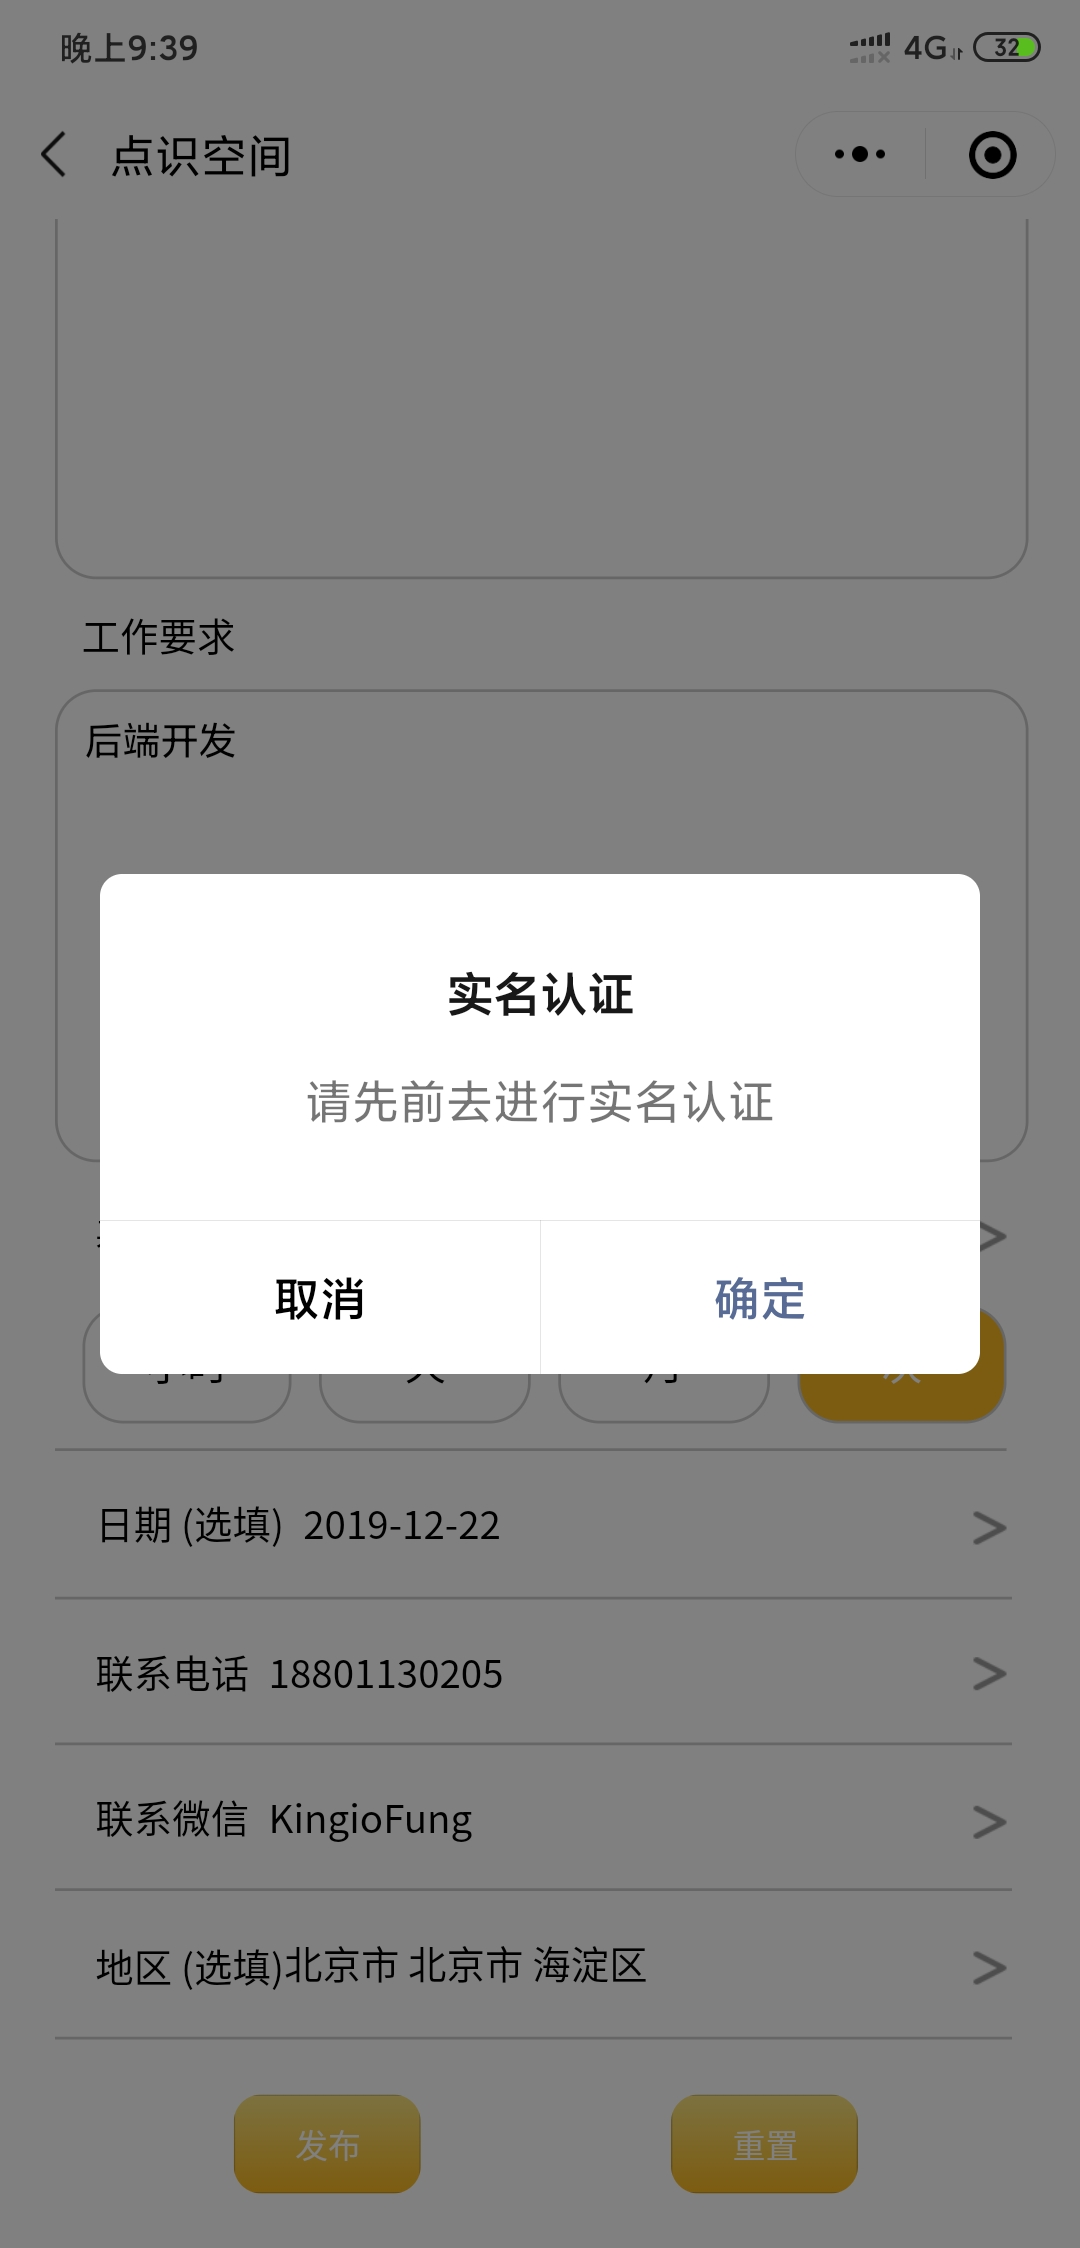 晚上9:39
4G
32
点识空间
工作要求
后端开发
实名认证
请先前去进行实名认证
取消
确定
日期 (选填) 2019-12-22
联系电话 18801130205
联系微信 KingioFung
地区 (选填)北京市 北京市 海淀区
发布
重置